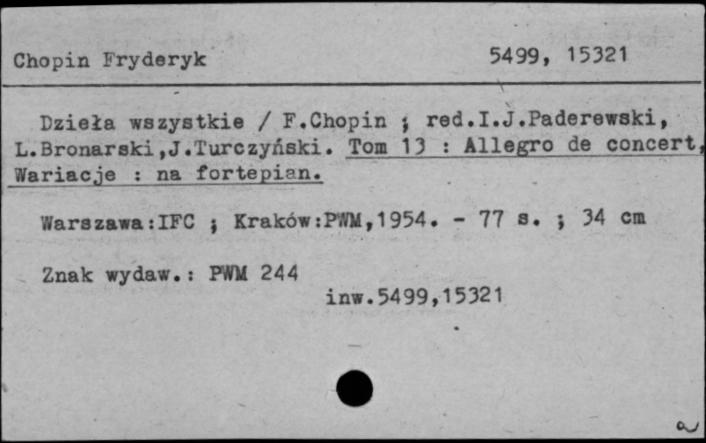 Chopin Fryderyk 5499, 15321
Dzieła wszystkie / F.Chopin ; red.I.J.Paderewski,
L.Bronarski,J.Turczyński. Tom 13 : Allegro de concert,
Wariacje : na fortepian.
Warszawa:IFC ; Kraków:PWM,1954. - 77 s. ; 34 cm
Znak wydaw.: PWM 244
inw.5499,15321
a